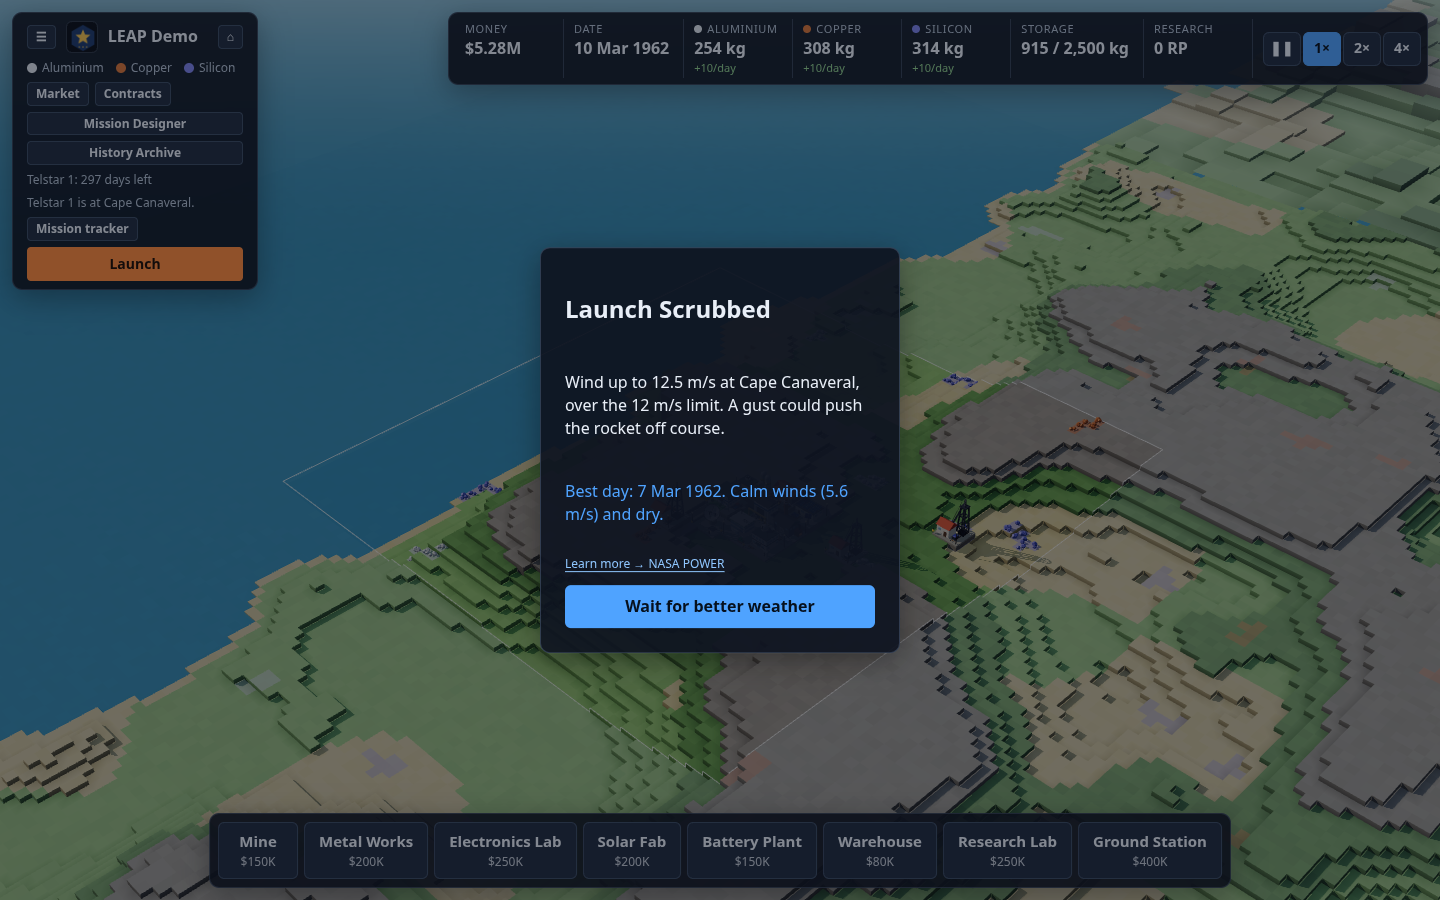 ☰ LEAP Demo ⌂
Aluminium Copper Silicon
Market Contracts
Mission Designer
History Archive
Telstar 1: 297 days left
Telstar 1 is at Cape Canaveral.
Mission tracker
Launch
MONEY
$5.28M
DATE
10 Mar 1962
ALUMINIUM
254 kg
+10/day
COPPER
308 kg
+10/day
SILICON
314 kg
+10/day
STORAGE
915 / 2,500 kg
RESEARCH
0 RP
❚❚ 1× 2× 4×
Launch Scrubbed
Wind up to 12.5 m/s at Cape Canaveral,
over the 12 m/s limit. A gust could push
the rocket off course.
Best day: 7 Mar 1962. Calm winds (5.6
m/s) and dry.
Learn more → NASA POWER
Wait for better weather
Mine
$150K
Metal Works
$200K
Electronics Lab
$250K
Solar Fab
$200K
Battery Plant
$150K
Warehouse
$80K
Research Lab
$250K
Ground Station
$400K